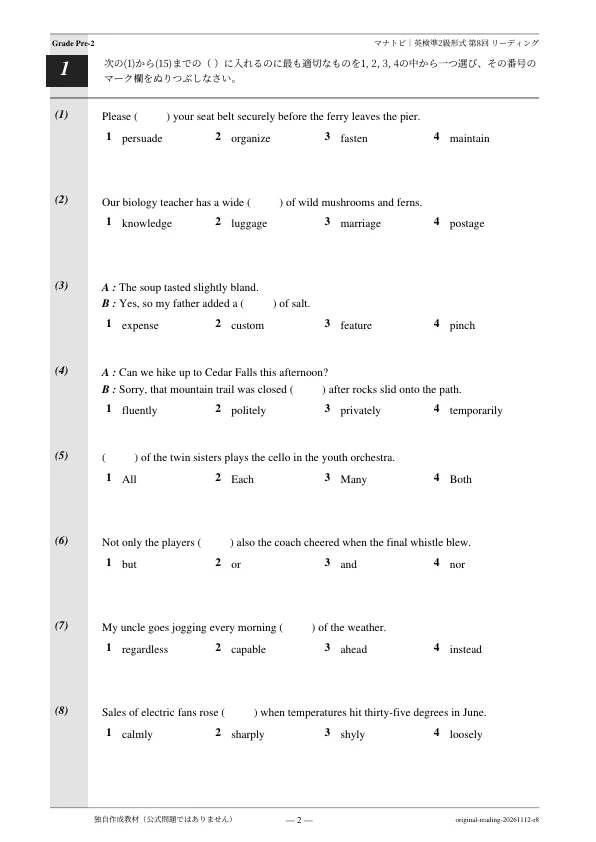 Grade Pre-2
マナトビ｜英検準2級形式 第8回 リーディング
1
次の(1)から(15)までの（ ）に入れるのに最も適切なものを1, 2, 3, 4の中から一つ選び、その番号の
マーク欄をぬりつぶしなさい。
(1)
Please (          ) your seat belt securely before the ferry leaves the pier.
1 persuade 2 organize 3 fasten 4 maintain
(2)
Our biology teacher has a wide (          ) of wild mushrooms and ferns.
1 knowledge 2 luggage 3 marriage 4 postage
(3)
A : The soup tasted slightly bland.
B : Yes, so my father added a (          ) of salt.
1 expense 2 custom 3 feature 4 pinch
(4)
A : Can we hike up to Cedar Falls this afternoon?
B : Sorry, that mountain trail was closed (          ) after rocks slid onto the path.
1 fluently 2 politely 3 privately 4 temporarily
(5)
(          ) of the twin sisters plays the cello in the youth orchestra.
1 All 2 Each 3 Many 4 Both
(6)
Not only the players (          ) also the coach cheered when the final whistle blew.
1 but 2 or 3 and 4 nor
(7)
My uncle goes jogging every morning (          ) of the weather.
1 regardless 2 capable 3 ahead 4 instead
(8)
Sales of electric fans rose (          ) when temperatures hit thirty-five degrees in June.
1 calmly 2 sharply 3 shyly 4 loosely
独自作成教材（公式問題ではありません）
— 2 —
original-reading-20261112-r8